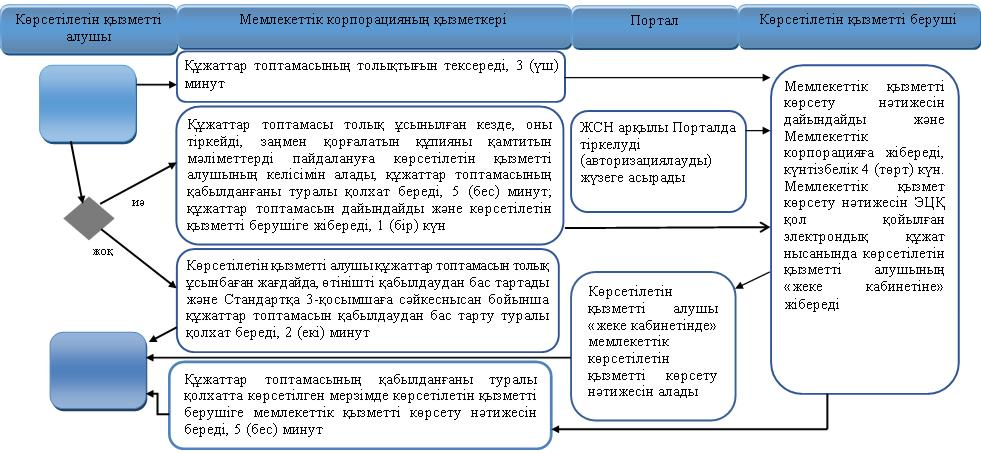 Көрсетілетін қызметті
алушы
Мемлекеттік корпорацияның қызметкері
Портал
Көрсетілетін қызметті беруші
Құжаттар топтамасының толықтығын тексереді, 3 (үш)
минут
Құжаттар топтамасы толық ұсынылған кезде, оны
тіркейді, заңмен қорғалатын құпияны қамтитын
мәліметтерді пайдалануға көрсетілетін қызметті
алушының келісімін алады, құжаттар топтамасының
қабылданғаны туралы қолхат береді, 5 (бес) минут;
құжаттар топтамасын дайындайды және көрсетілетін
қызметті берушіге жібереді, 1 (бір) күн
ЖСН арқылы Порталда
тіркелуді
(авторизациялауды)
жүзеге асырады
Мемлекеттік қызметті
көрсету нәтижесін
дайындайды және
Мемлекеттік
корпорацияға жібереді,
күнтізбелік 4 (төрт) күн.
Мемлекеттік қызмет
көрсету нәтижесін ЭЦҚ
қол қойылған
электрондық құжат
нысанында көрсетілетін
қызметті алушының
«жеке кабинетіне»
жібереді
иә
жоқ
Көрсетілетін қызметті алушы құжаттар топтамасын толық
ұсынбаған жағдайда, өтінішті қабылдаудан бас тартады
және Стандартқа 3-қосымшаға сәйкеснысан бойынша
құжаттар топтамасын қабылдаудан бас тарту туралы
қолхат береді, 2 (екі) минут
Көрсетілетін
қызметті алушы
«жеке кабинетінде»
мемлекеттік
көрсетілетін
қызметті көрсету
нәтижесін алады
Құжаттар топтамасының қабылданғаны туралы
қолхатта көрсетілген мерзімде көрсетілетін қызметті
берушіге мемлекеттік қызметті көрсету нәтижесін
береді, 5 (бес) минут